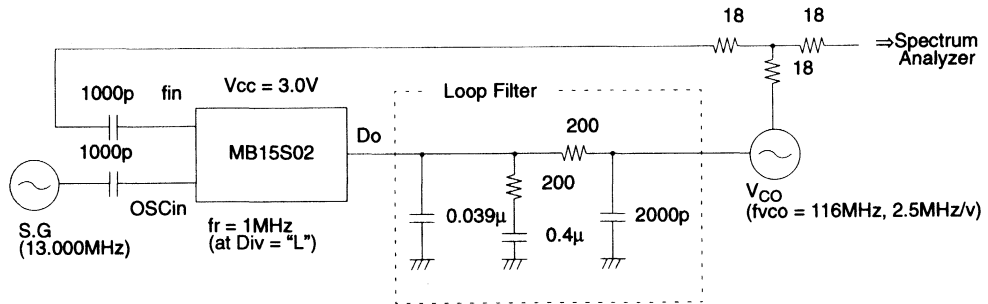 18
18
⇒Spectrum
Analyzer
18
1000p
fin
Vcc = 3.0V
Loop Filter
200
1000p
MB15S02
Do
OSCin
200
S.G
(13.000MHz)
fr = 1MHz
(at Div = “L”)
0.039μ
0.4μ
2000p
VCO
(fvco = 116MHz, 2.5MHz/v)